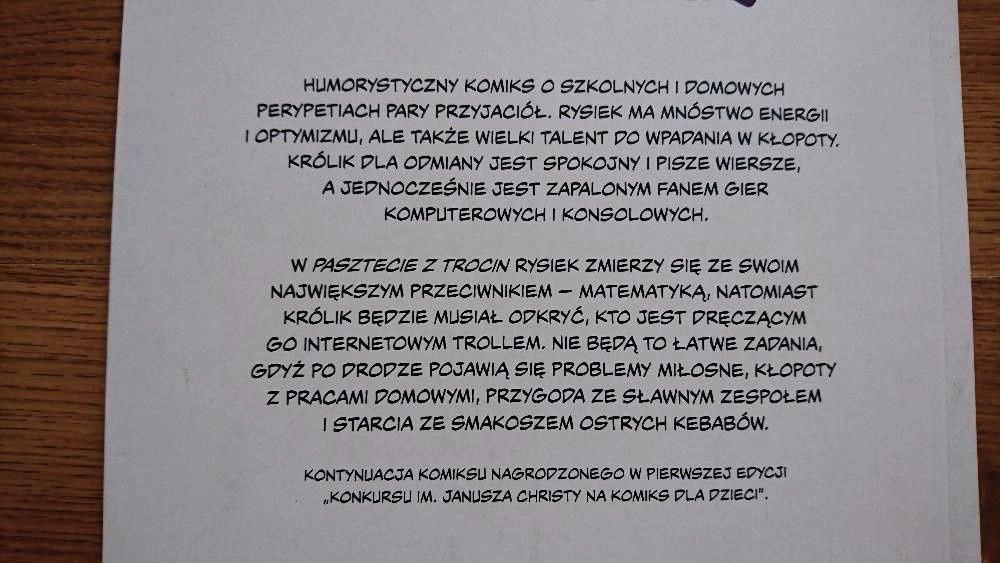 HUMORYSTYCZNY KOMIKS O SZKOLNYCH I DOMOWYCH
PERYPETIACH PARY PRZYJACIÓŁ. RYSIEK MA MNÓSTWO ENERGII
I OPTYMIZMU, ALE TAKŻE WIELKI TALENT DO WPADANIA W KŁOPOTY.
KRÓLIK DLA ODMIANY JEST SPOKOJNY I PISZE WIERSZE,
A JEDNOCZEŚNIE JEST ZAPALONYM FANEM GIER
KOMPUTEROWYCH I KONSOLOWYCH.
W PASZTECIE Z TROCIN RYSIEK ZMIERZY SIĘ ZE SWOIM
NAJWIĘKSZYM PRZECIWNIKIEM – MATEMATYKĄ, NATOMIAST
KRÓLIK BĘDZIE MUSIAŁ ODKRYĆ, KTO JEST DRĘCZĄCYM
GO INTERNETOWYM TROLLEM. NIE BĘDĄ TO ŁATWE ZADANIA,
GDYŻ PO DRODZE POJAWIĄ SIĘ PROBLEMY MIŁOSNE, KŁOPOTY
Z PRACAMI DOMOWYMI, PRZYGODA ZE SŁAWNYM ZESPOŁEM
I STARCIA ZE SMAKOSZEM OSTRYCH KEBABÓW.
KONTYNUACJA KOMIKSU NAGRODZONEGO W PIERWSZEJ EDYCJI
„KONKURSU IM. JANUSZA CHRISTY NA KOMIKS DLA DZIECI”.